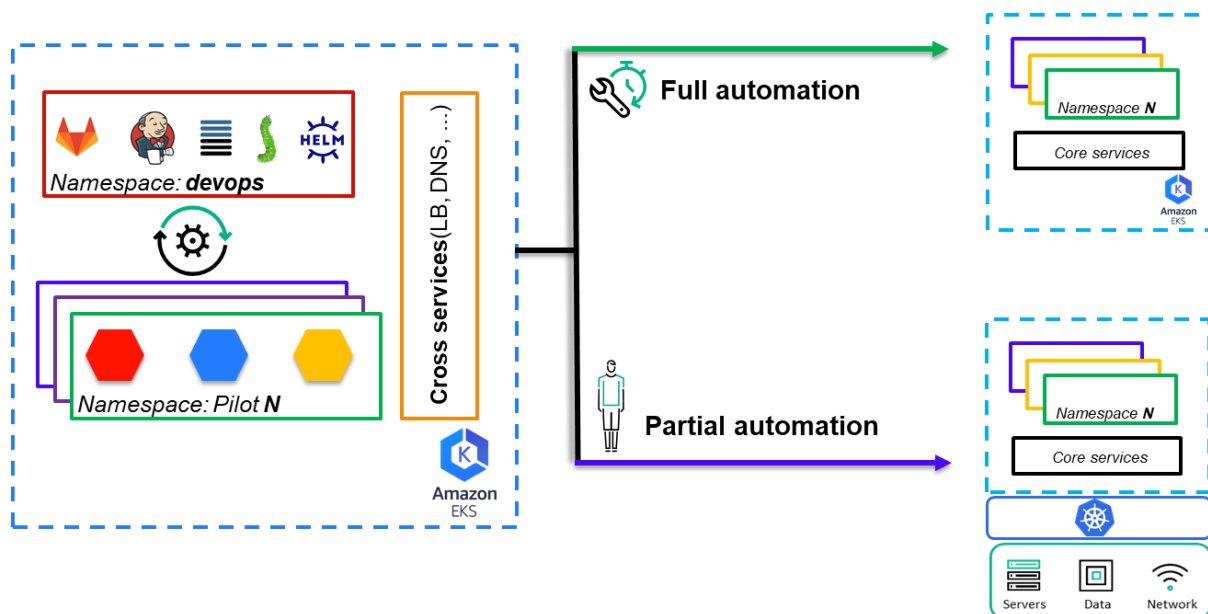 HELM
Namespace: devops
Cross services(LB, DNS, ...)
Namespace: Pilot N
K
Amazon
EKS
Full automation
Partial automation
Namespace N
Core services
K
Amazon
EKS
Namespace N
Core services
Servers
Data
Network